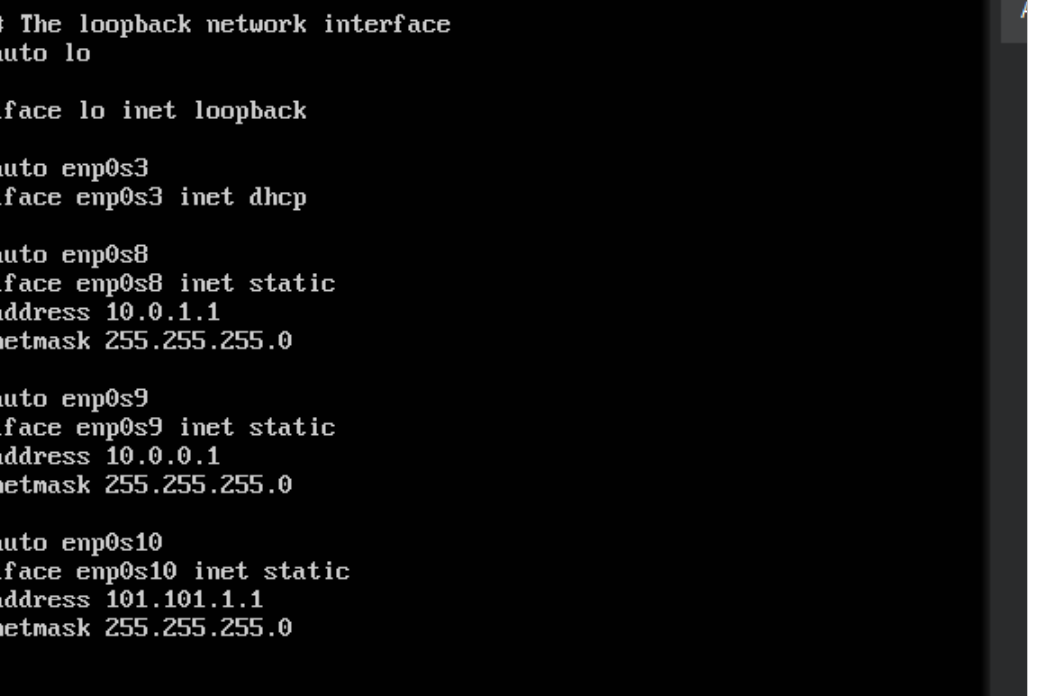 # The loopback network interface
auto lo
iface lo inet loopback
auto enp0s3
iface enp0s3 inet dhcp
auto enp0s8
iface enp0s8 inet static
address 10.0.1.1
netmask 255.255.255.0
auto enp0s9
iface enp0s9 inet static
address 10.0.0.1
netmask 255.255.255.0
auto enp0s10
iface enp0s10 inet static
address 101.101.1.1
netmask 255.255.255.0